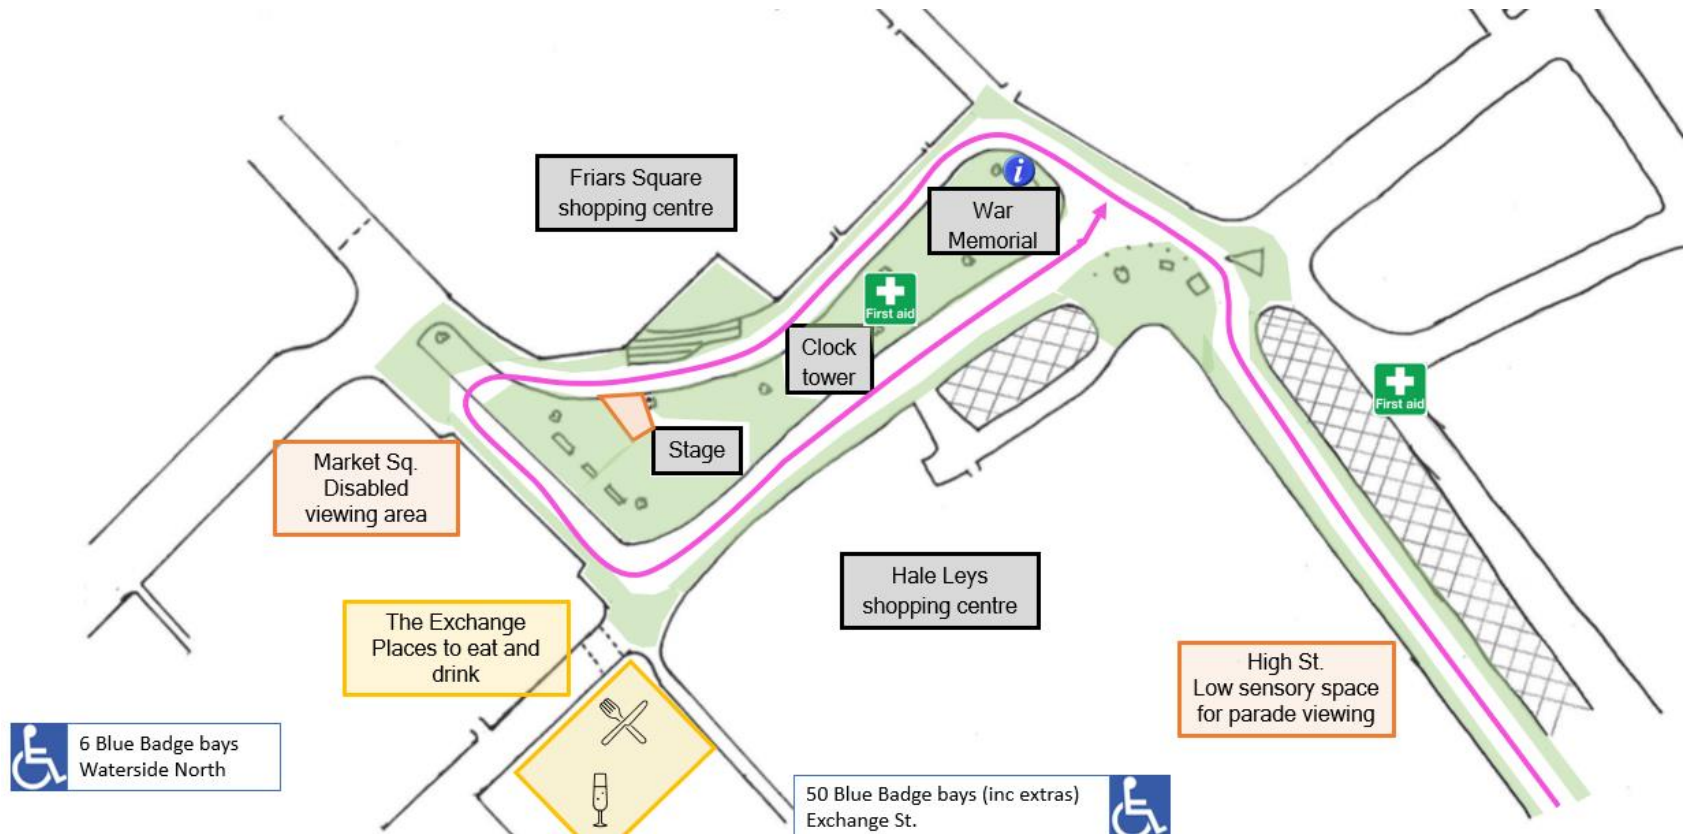 Friars Square
shopping centre
i
War
Memorial
First aid
Clock
tower
First aid
Stage
Market Sq.
Disabled
viewing area
Hale Leys
shopping centre
The Exchange
Places to eat and
drink
High St.
Low sensory space
for parade viewing
6 Blue Badge bays
Waterside North
50 Blue Badge bays (inc extras)
Exchange St.